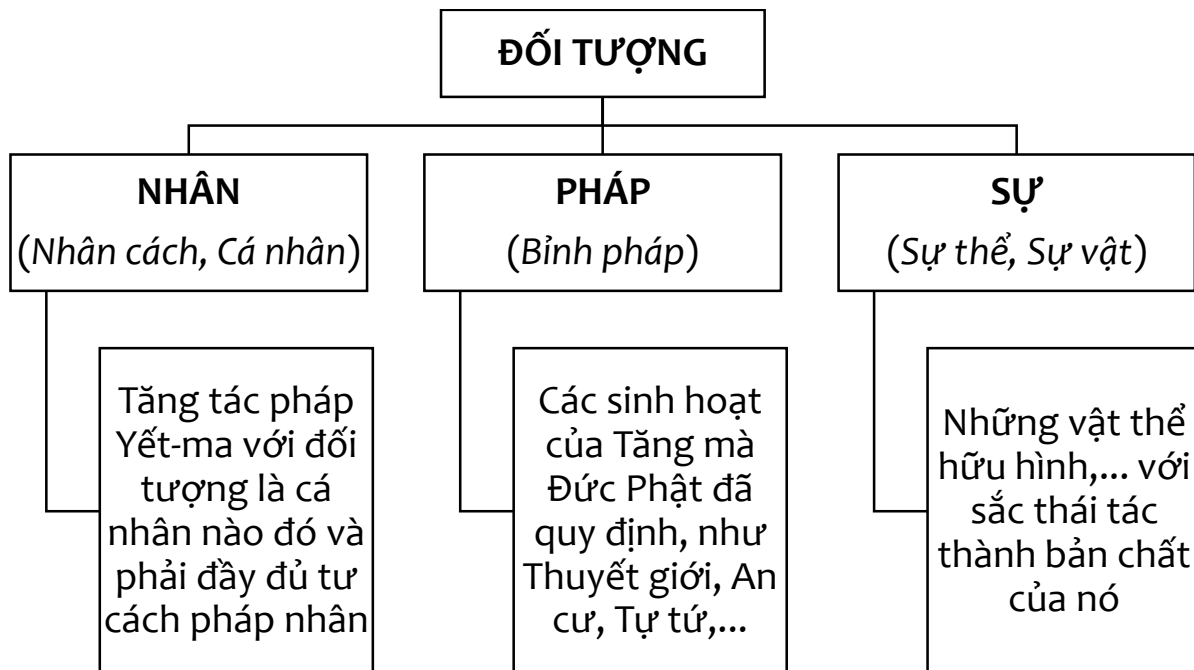 ĐỐI TƯỢNG
NHÂN
(Nhân cách, Cá nhân)
Tăng tác pháp
Yết-ma với đối
tượng là cá
nhân nào đó và
phải đầy đủ tư
cách pháp nhân
PHÁP
(Bỉnh pháp)
Các sinh hoạt
của Tăng mà
Đức Phật đã
quy định, như
Thuyết giới, An
cư, Tự tứ,...
SỰ
(Sự thể, Sự vật)
Những vật thể
hữu hình,... với
sắc thái tác
thành bản chất
của nó